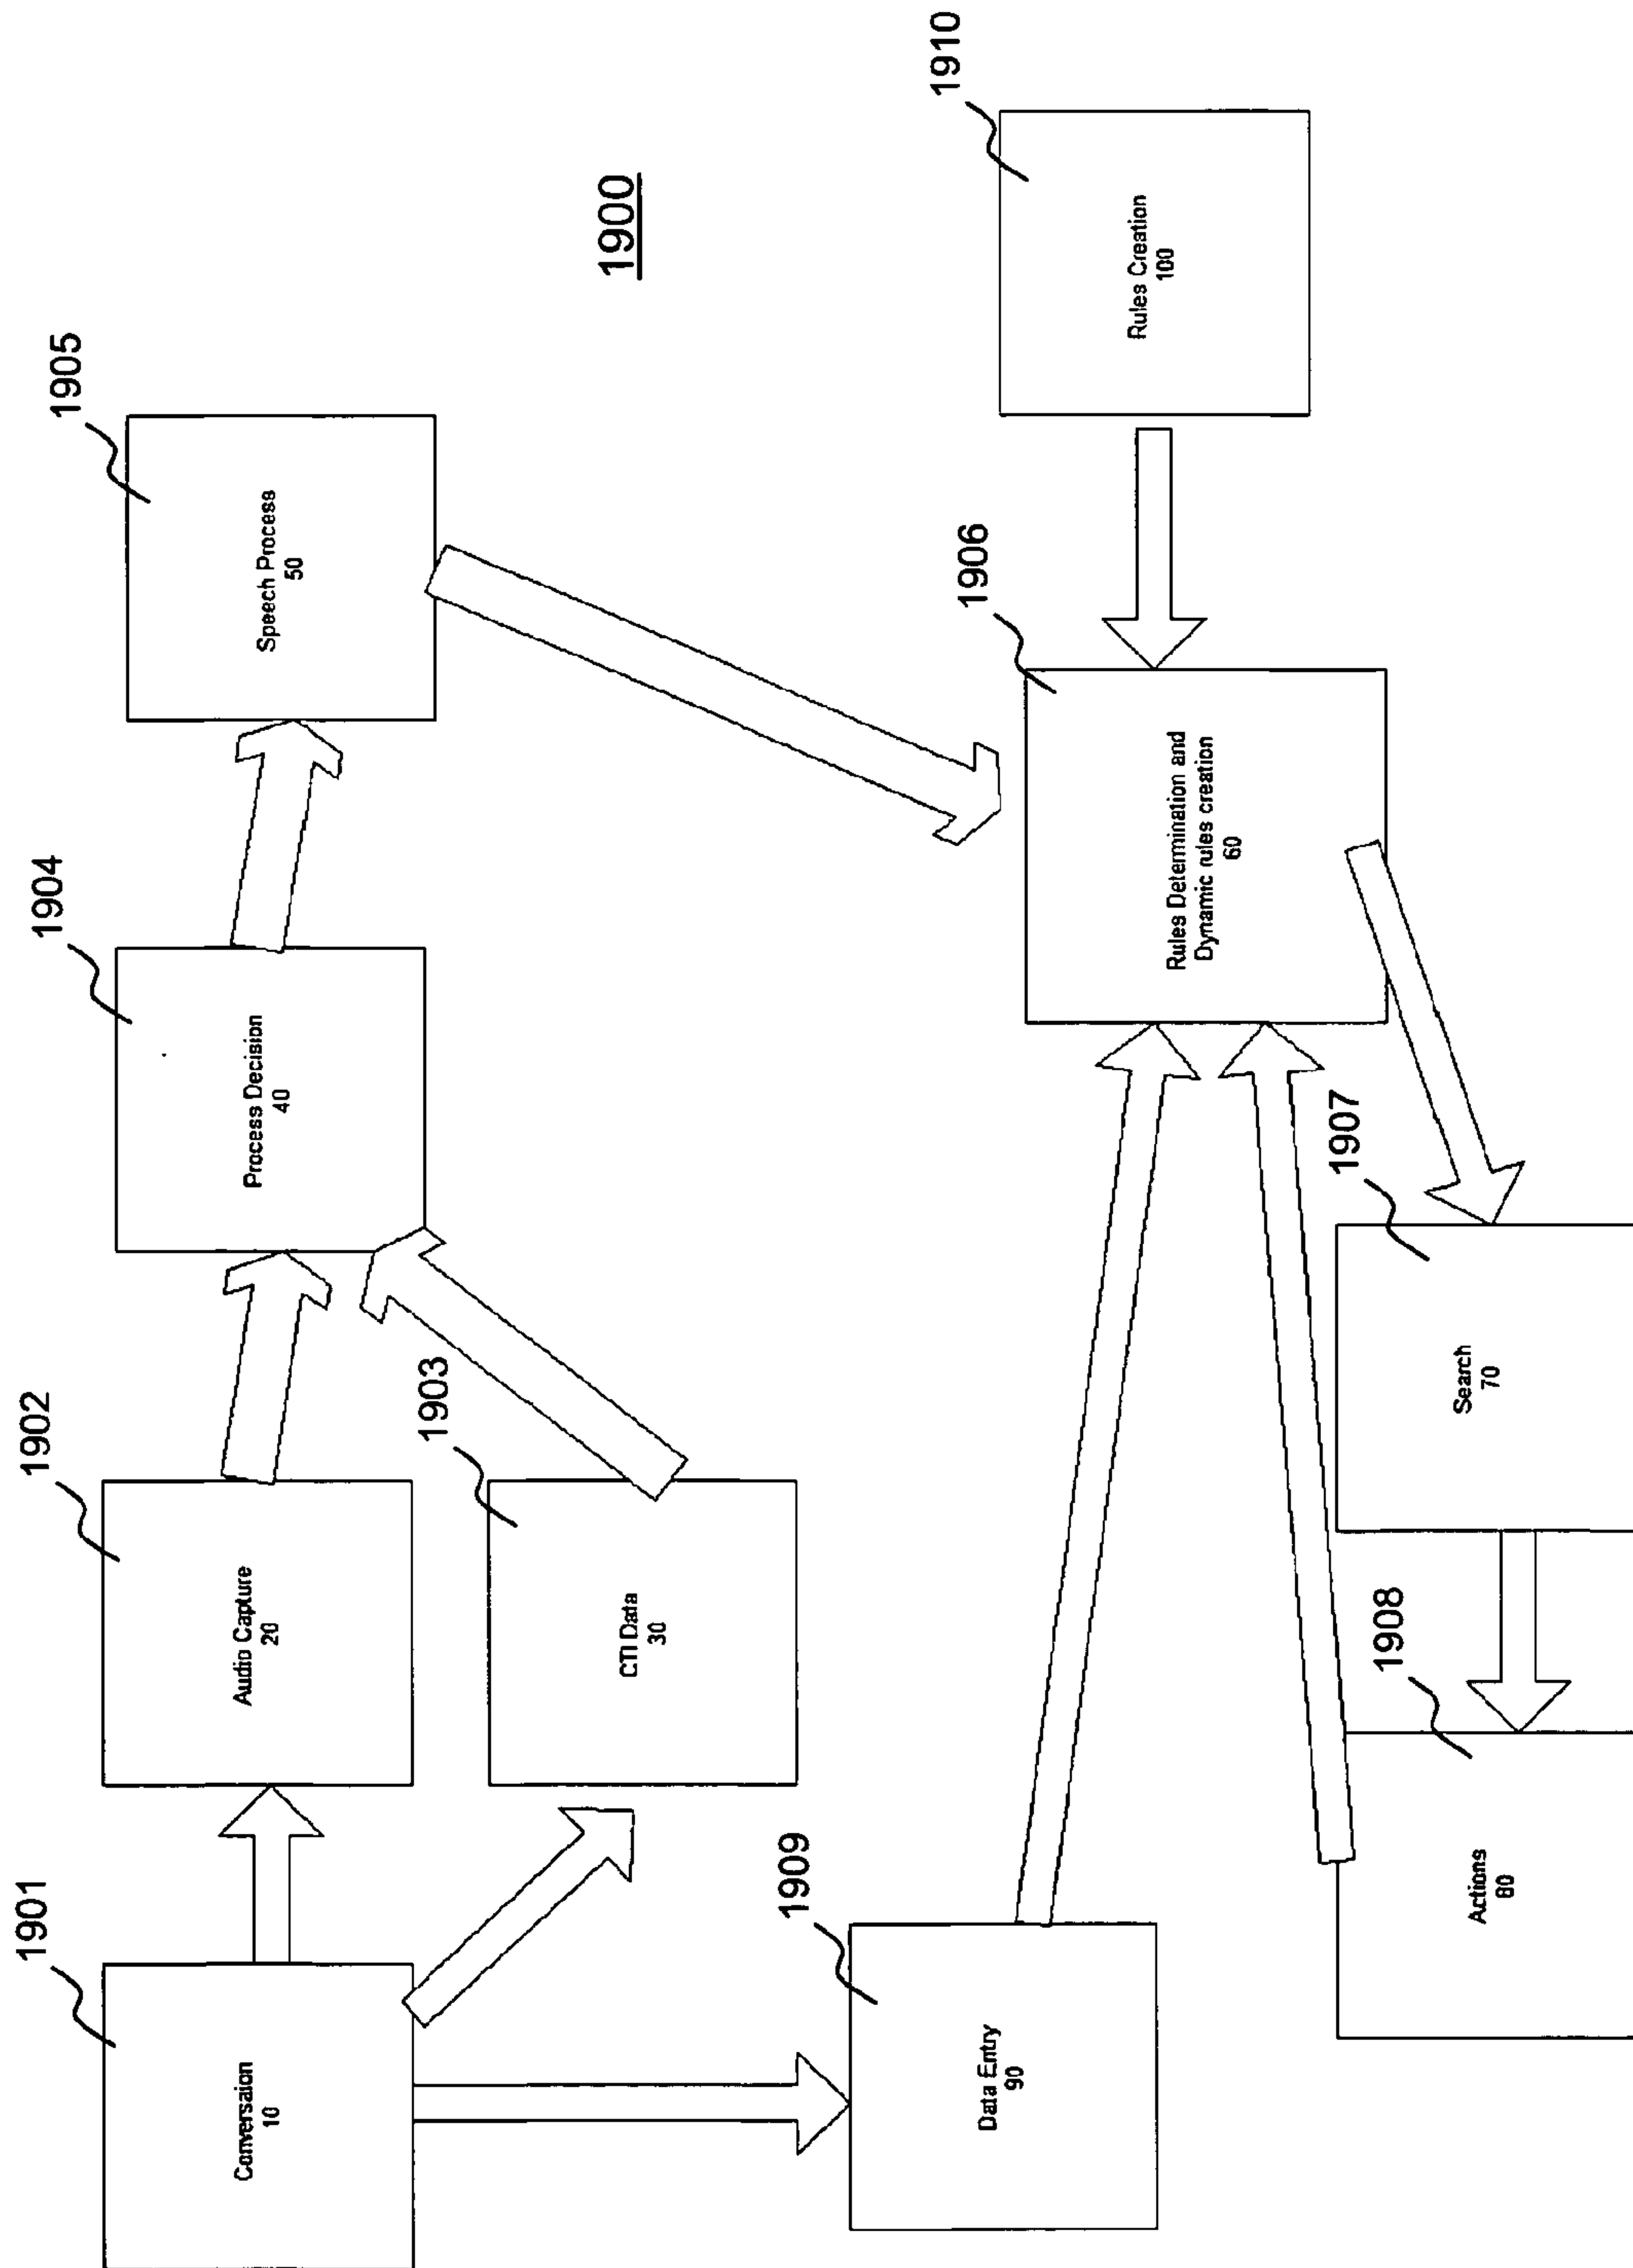 1901
Conversaion
10
1902
Audio Capture
20
1904
Process Decision
40
1905
Speech Process
50
1903
CTI Data
30
1900
1909
Data Entry
90
1906
Rules Determination and
Dynamic rules creation
60
1910
Rules Creation
100
1908
Actions
80
1907
Search
70